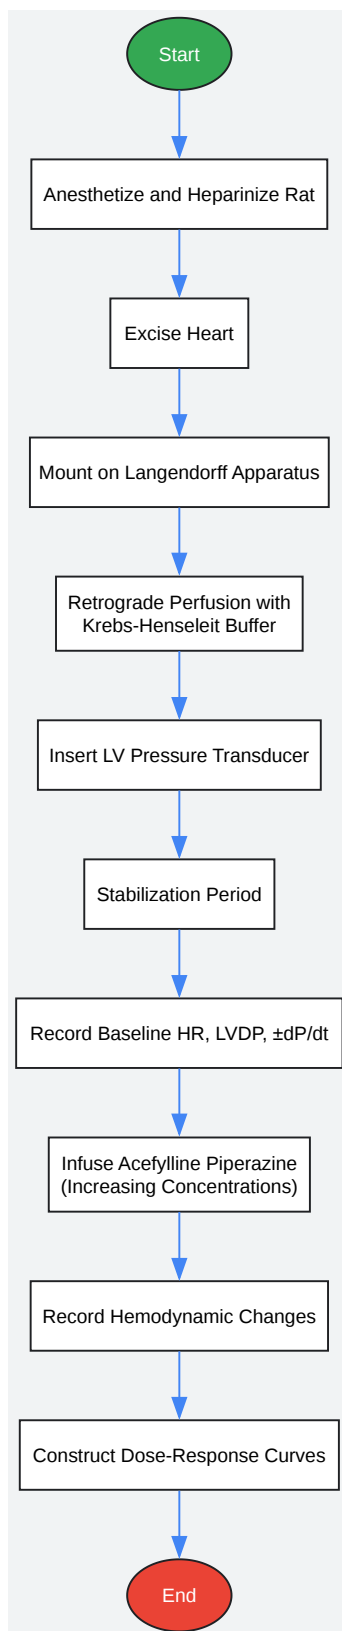 Start
Anesthetize and Heparinize Rat
Excise Heart
Mount on Langendorff Apparatus
Retrograde Perfusion with
Krebs-Henseleit Buffer
Insert LV Pressure Transducer
Stabilization Period
Record Baseline HR, LVDP, ±dP/dt
Infuse Acefylline Piperazine
(Increasing Concentrations)
Record Hemodynamic Changes
Construct Dose-Response Curves
End